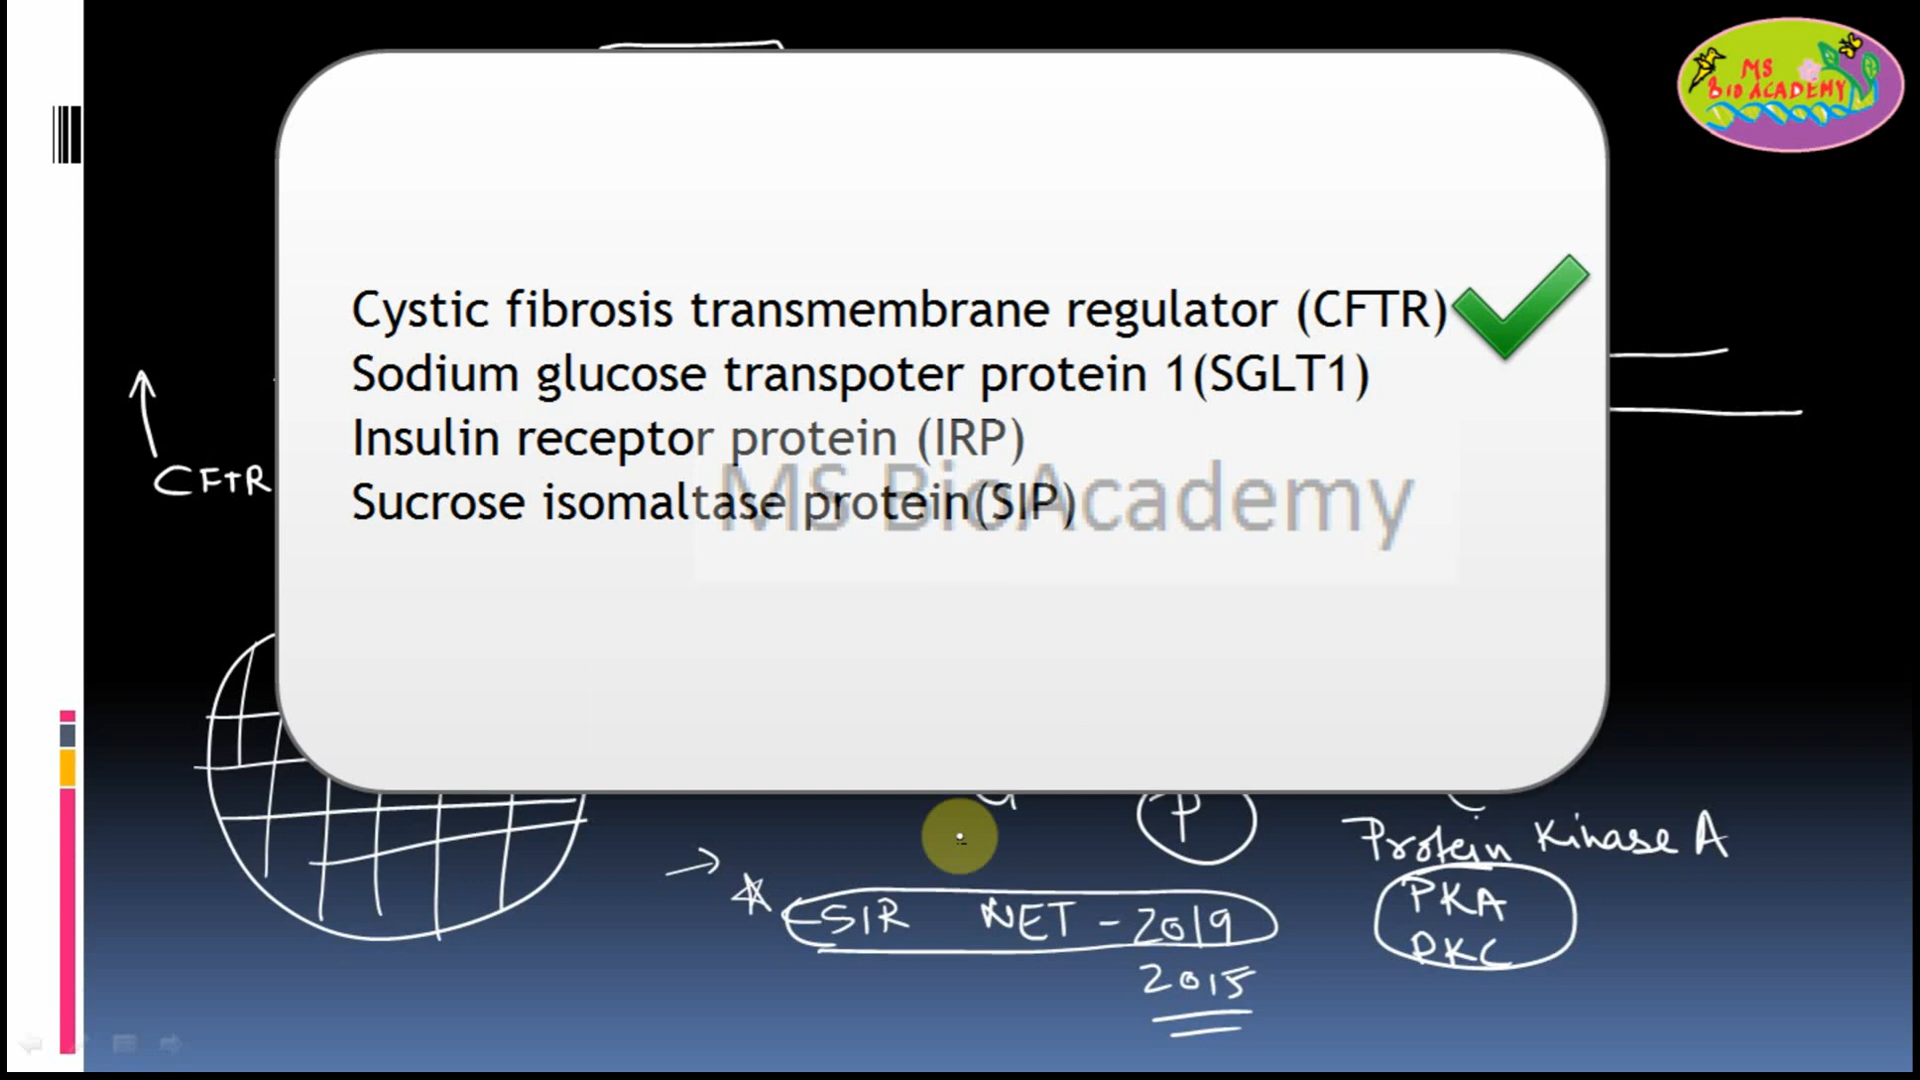 MS
BIO ACADEMY
Cystic fibrosis transmembrane regulator (CFTR)
Sodium glucose transpoter protein 1(SGLT1)
Insulin receptor protein (IRP)
Sucrose isomaltase protein(SIP)
MS BioAcademy
CFTR
P
Protein Kinase A
PKA
PKC
CSIR NET - 2019
2015